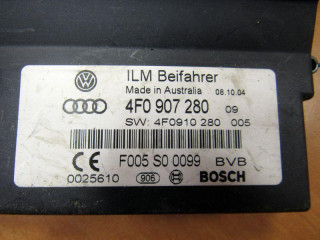 ILM Beifahrer
Made in Australia 08.10.04
4F0 907 280 09
SW: 4F0910 280 005
F005 S0 0099 BVB
0025610 906 BOSCH